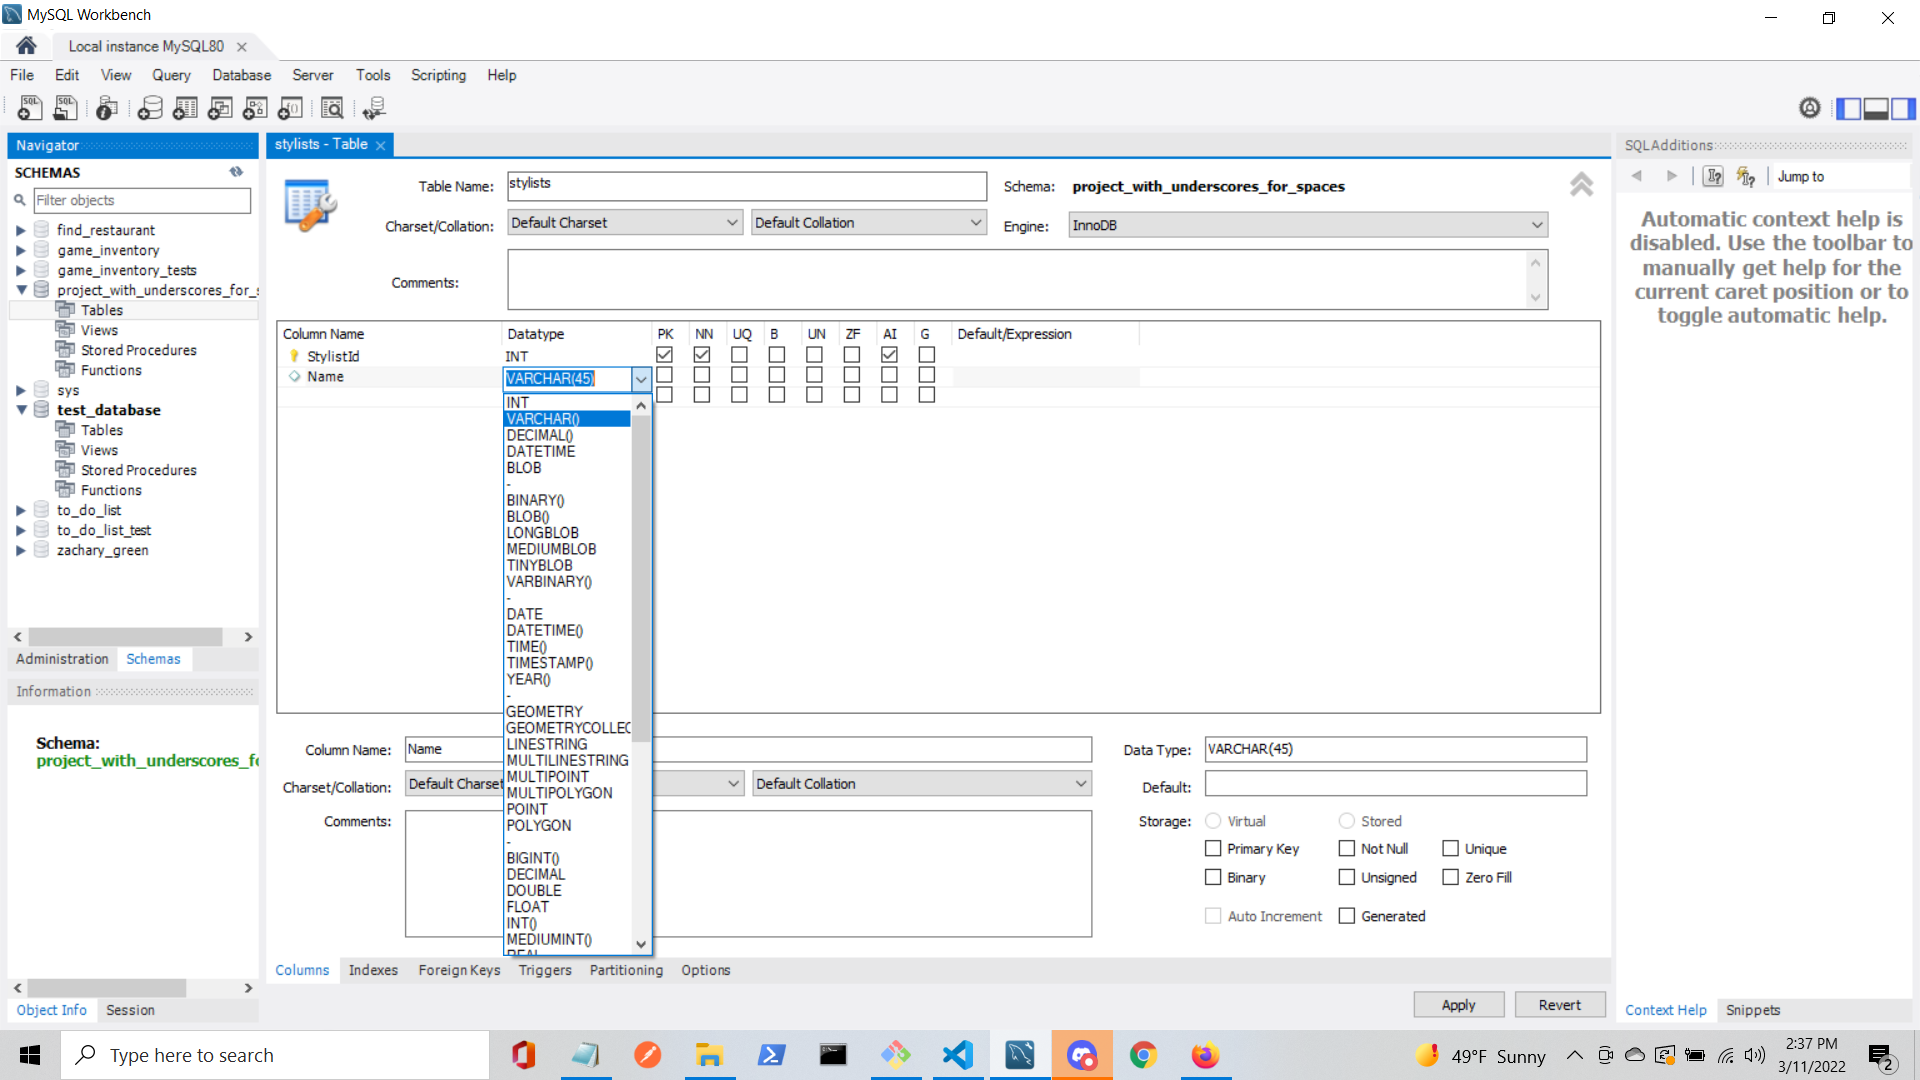 MySQL Workbench
Local instance MySQL80
File Edit View Query Database Server Tools Scripting Help
Navigator
SCHEMAS
Filter objects
find_restaurant
game_inventory
game_inventory_tests
project_with_underscores_for_s
Tables
Views
Stored Procedures
Functions
sys
test_database
Tables
Views
Stored Procedures
Functions
to_do_list
to_do_list_test
zachary_green
Administration Schemas
Information
Schema:
project_with_underscores_fo
Object Info Session
stylists - Table
Table Name: stylists Schema: project_with_underscores_for_spaces
Charset/Collation: Default Charset Default Collation Engine: InnoDB
Comments:
Column Name Datatype PK NN UQ B UN ZF AI G Default/Expression
StylistId INT
Name VARCHAR(45)
INT
VARCHAR()
DECIMAL()
DATETIME
BLOB
-
BINARY()
BLOB()
LONGBLOB
MEDIUMBLOB
TINYBLOB
VARBINARY()
-
DATE
DATETIME()
TIME()
TIMESTAMP()
YEAR()
-
GEOMETRY
GEOMETRYCOLLEC
LINESTRING
MULTILINESTRING
MULTIPOINT
MULTIPOLYGON
POINT
POLYGON
-
BIGINT()
DECIMAL
DOUBLE
FLOAT
INT()
MEDIUMINT()
REAL
Column Name: Name Data Type: VARCHAR(45)
Charset/Collation: Default Charset Default Collation Default:
Comments: Storage: Virtual Stored
Primary Key Not Null Unique
Binary Unsigned Zero Fill
Auto Increment Generated
Columns Indexes Foreign Keys Triggers Partitioning Options
Apply Revert
SQLAdditions
Jump to
Automatic context help is
disabled. Use the toolbar to
manually get help for the
current caret position or to
toggle automatic help.
Context Help Snippets
Type here to search
49°F Sunny
2:37 PM
3/11/2022
2